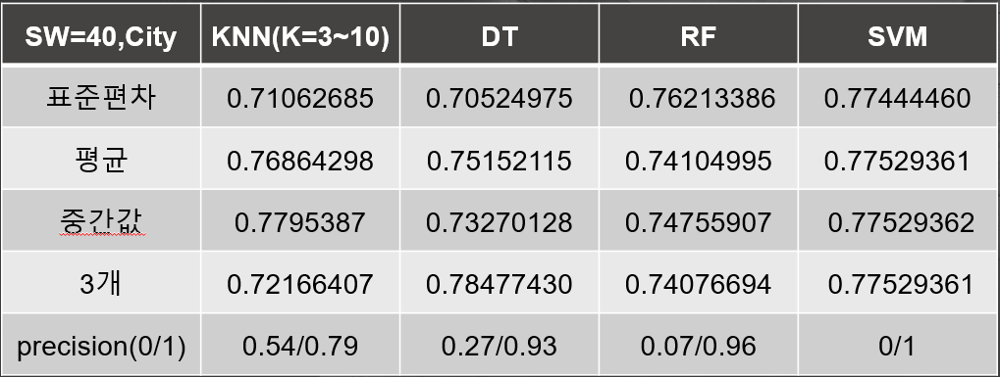 SW=40,City KNN(K=3~10) DT RF SVM
표준편차 0.71062685 0.70524975 0.76213386 0.77444460
평균 0.76864298 0.75152115 0.74104995 0.77529361
중간값 0.7795387 0.73270128 0.74755907 0.77529362
3개 0.72166407 0.78477430 0.74076694 0.77529361
precision(0/1) 0.54/0.79 0.27/0.93 0.07/0.96 0/1